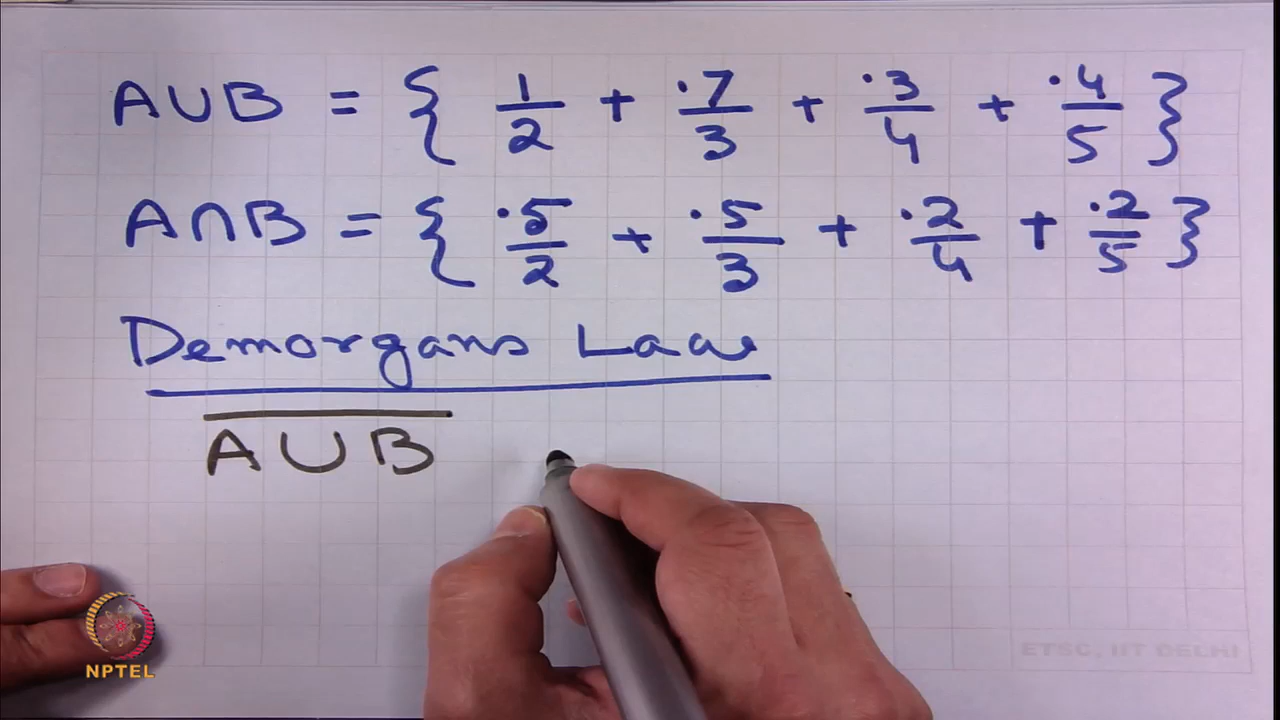 A∪B = { 1/2 + .7/3 + .3/4 + .4/5 }
A∩B = { .5/2 + .5/3 + .2/4 + .2/5 }
Demorgans Law
A̅ ̅∪̅ ̅B̅
NPTEL
ETSC, IIT DELHI